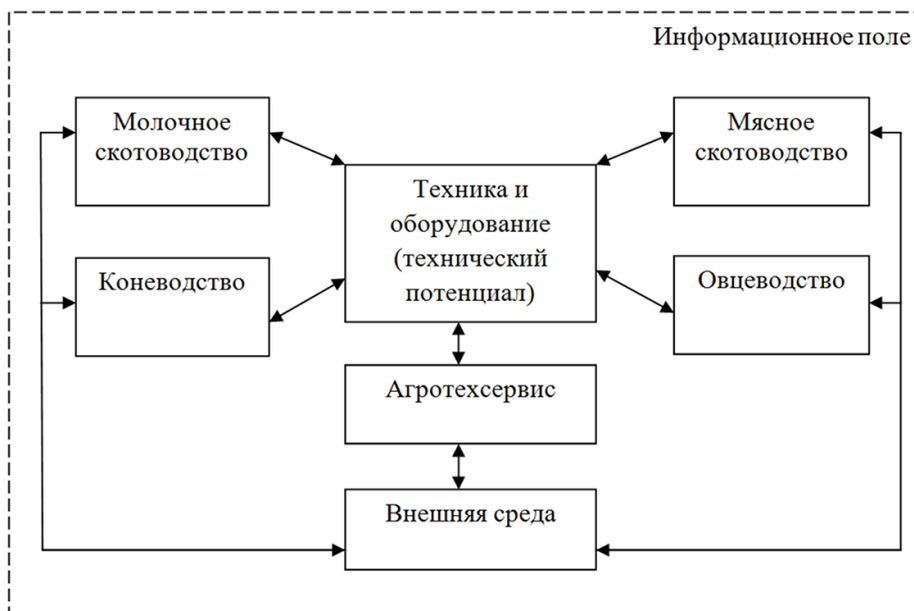 Информационное поле
Молочное
скотоводство
Мясное
скотоводство
Техника и
оборудование
(технический
потенциал)
Коневодство
Овцеводство
Агротехсервис
Внешняя среда